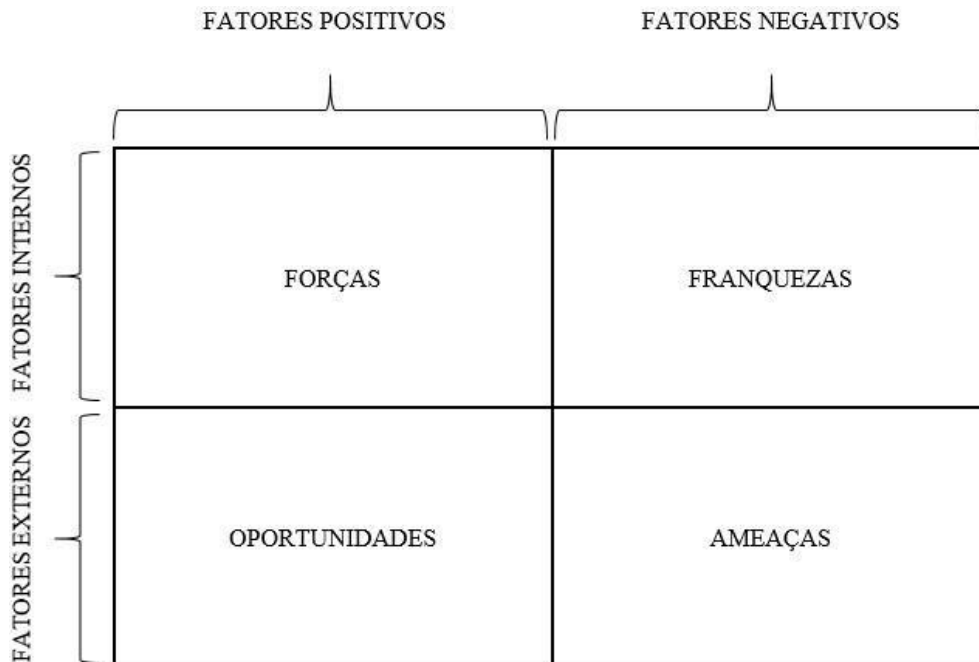 FATORES POSITIVOS
FATORES NEGATIVOS
FATORES INTERNOS
FORÇAS
FRANQUEZAS
FATORES EXTERNOS
OPORTUNIDADES
AMEAÇAS